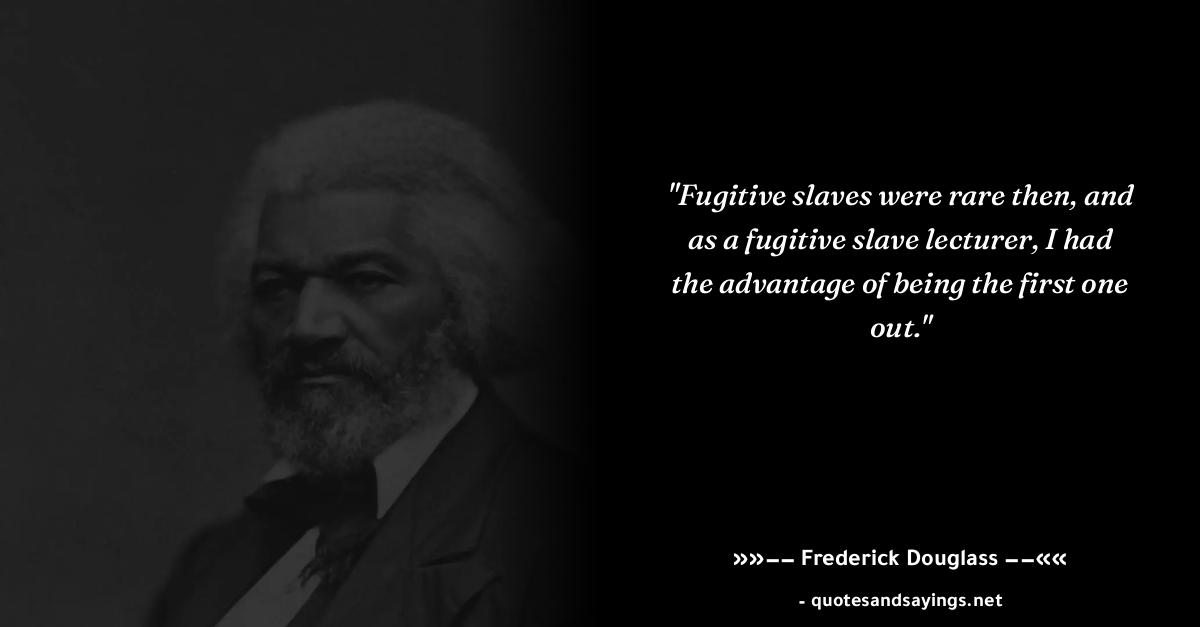 "Fugitive slaves were rare then, and
as a fugitive slave lecturer, I had
the advantage of being the first one
out."
»»–– Frederick Douglass ––««
- quotesandsayings.net